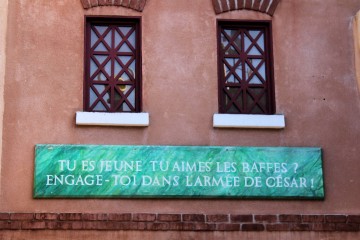 TU ES JEUNE TU AIMES LES BAFFES ?
ENGAGE-TOI DANS L'ARMÉE DE CÉSAR !